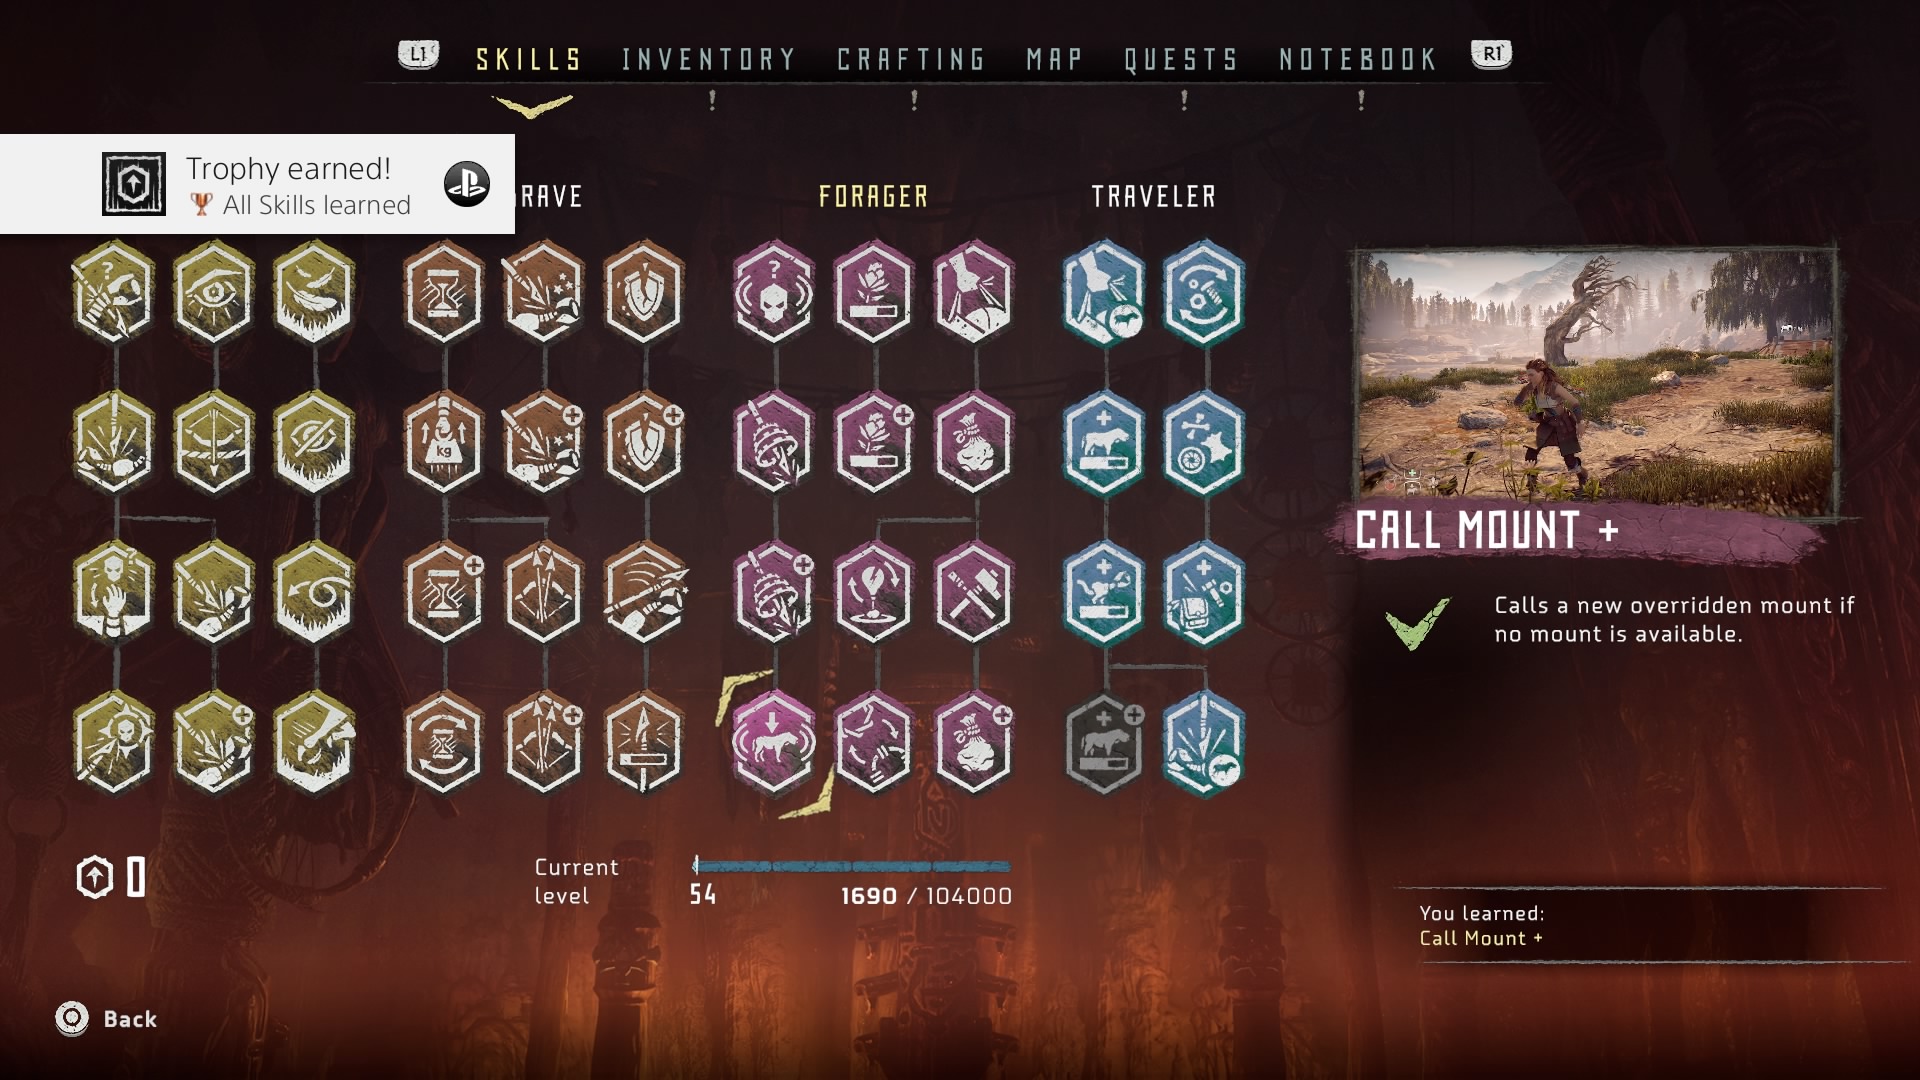 L1 SKILLS INVENTORY CRAFTING MAP QUESTS NOTEBOOK R1
! ! ! !
Trophy earned!
All Skills learned
RAVE FORAGER TRAVELER
?
?
kg
CALL MOUNT +
Calls a new overridden mount if
no mount is available.
0
Current
level
54
1690 / 104000
You learned:
Call Mount +
Back